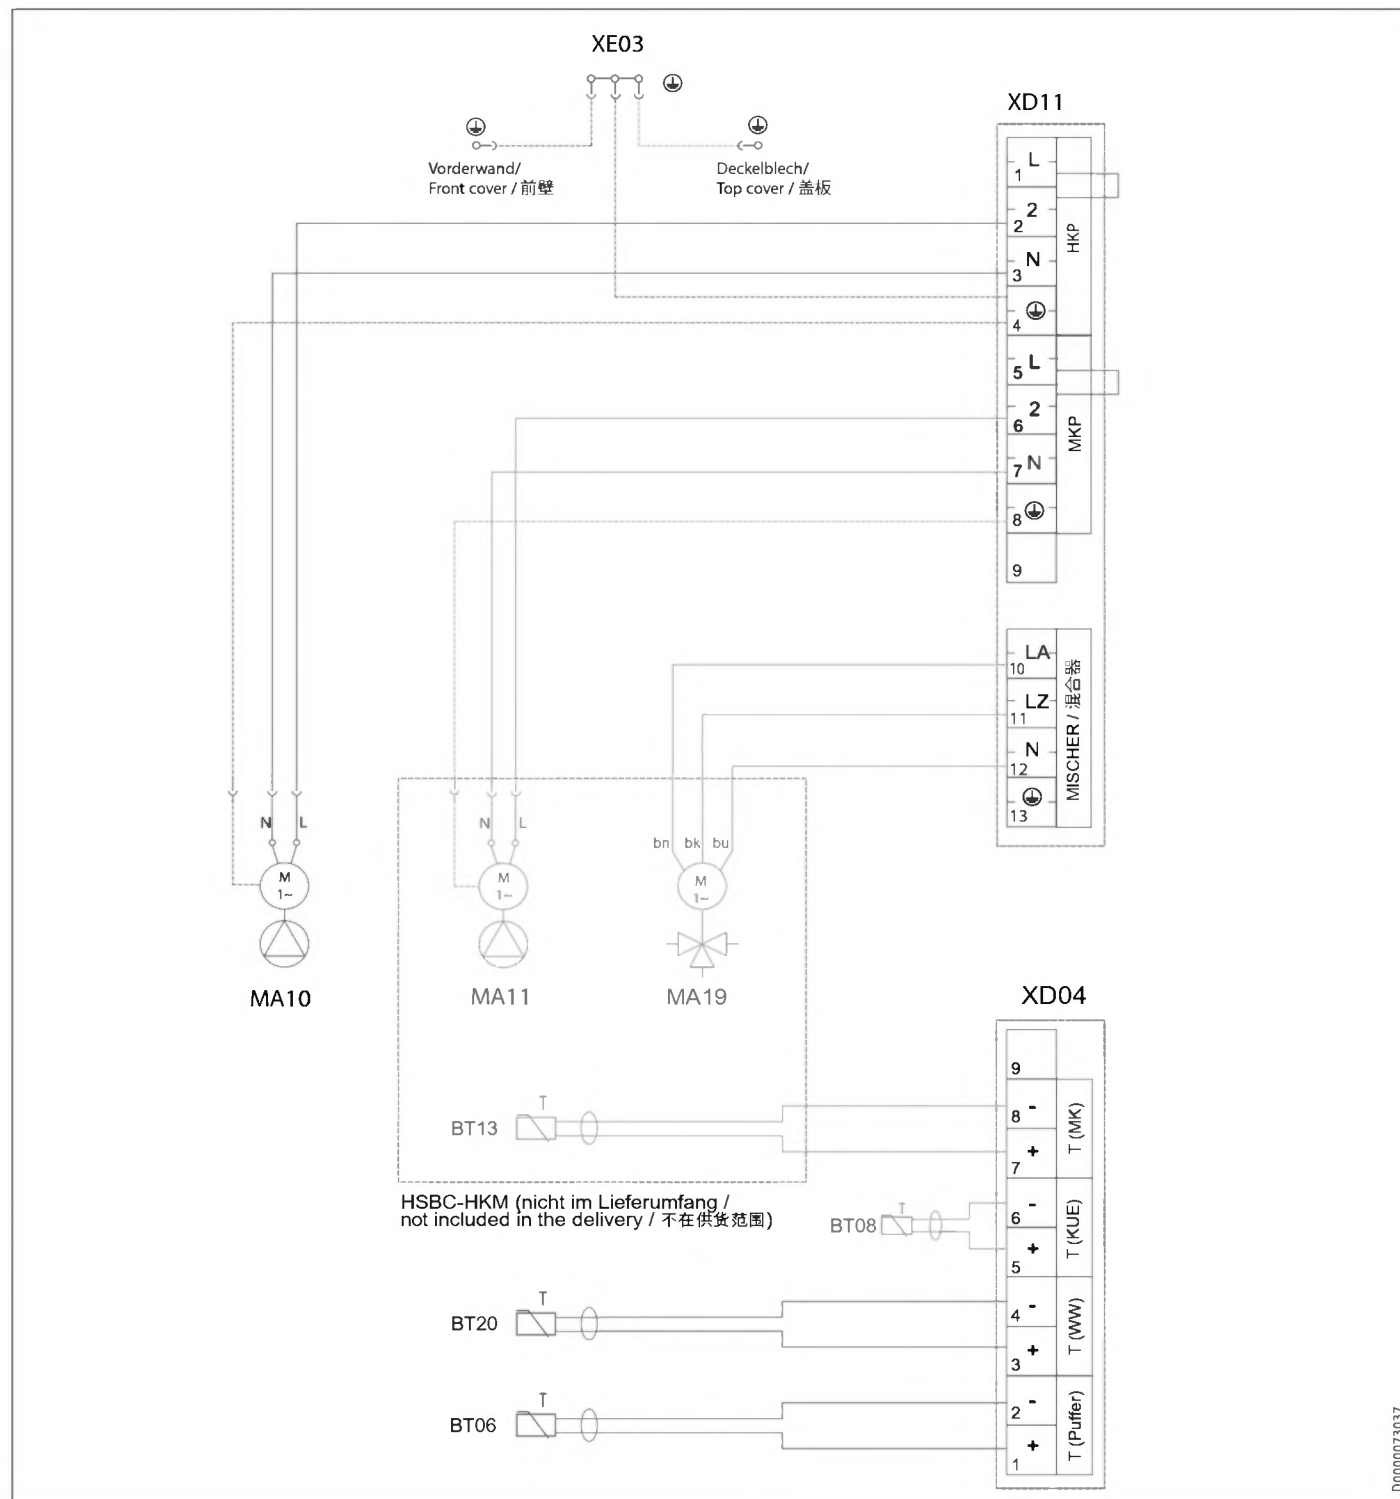 XE03
XD11
Vorderwand/
Front cover / 前壁
Deckelblech/
Top cover / 盖板
L
1
2
2
N
3
4
HKP
L
5
2
6
N
7
8
MKP
9
LA
10
LZ
11
N
12
13
MISCHER / 混合器
N L
M
1~
MA10
N L
M
1~
MA11
bn bk bu
M
1~
MA19
XD04
9
8 -
+
7
T (MK)
T
BT13
HSBC-HKM (nicht im Lieferumfang /
not included in the delivery / 不在供货范围)
T
BT08
-
6
+
5
T (KUE)
T
BT20
4 -
+
3
T (WW)
T
BT06
2 -
+
1
T (Puffer)
D0000073037